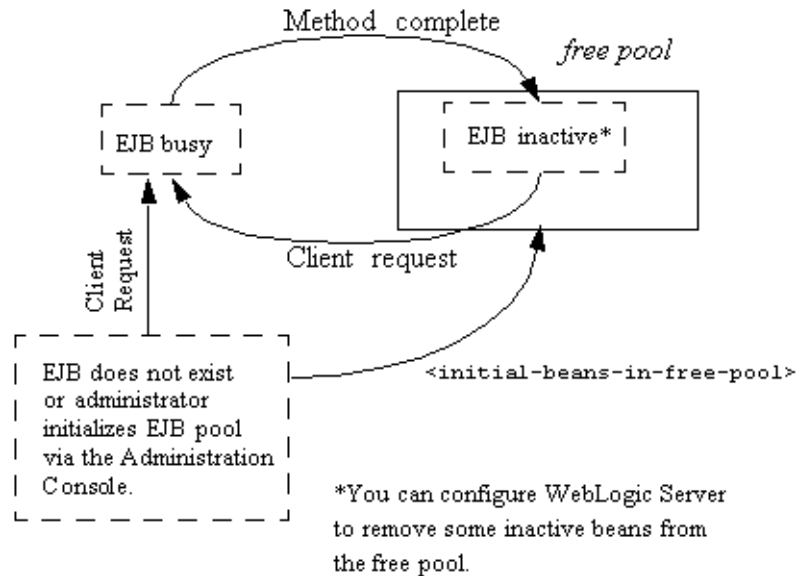 Method complete
free pool
EJB busy
EJB inactive*
Client request
Client
Request
EJB does not exist
or administrator
initializes EJB pool
via the Administration
Console.
<initial-beans-in-free-pool>
*You can configure WebLogic Server
to remove some inactive beans from
the free pool.